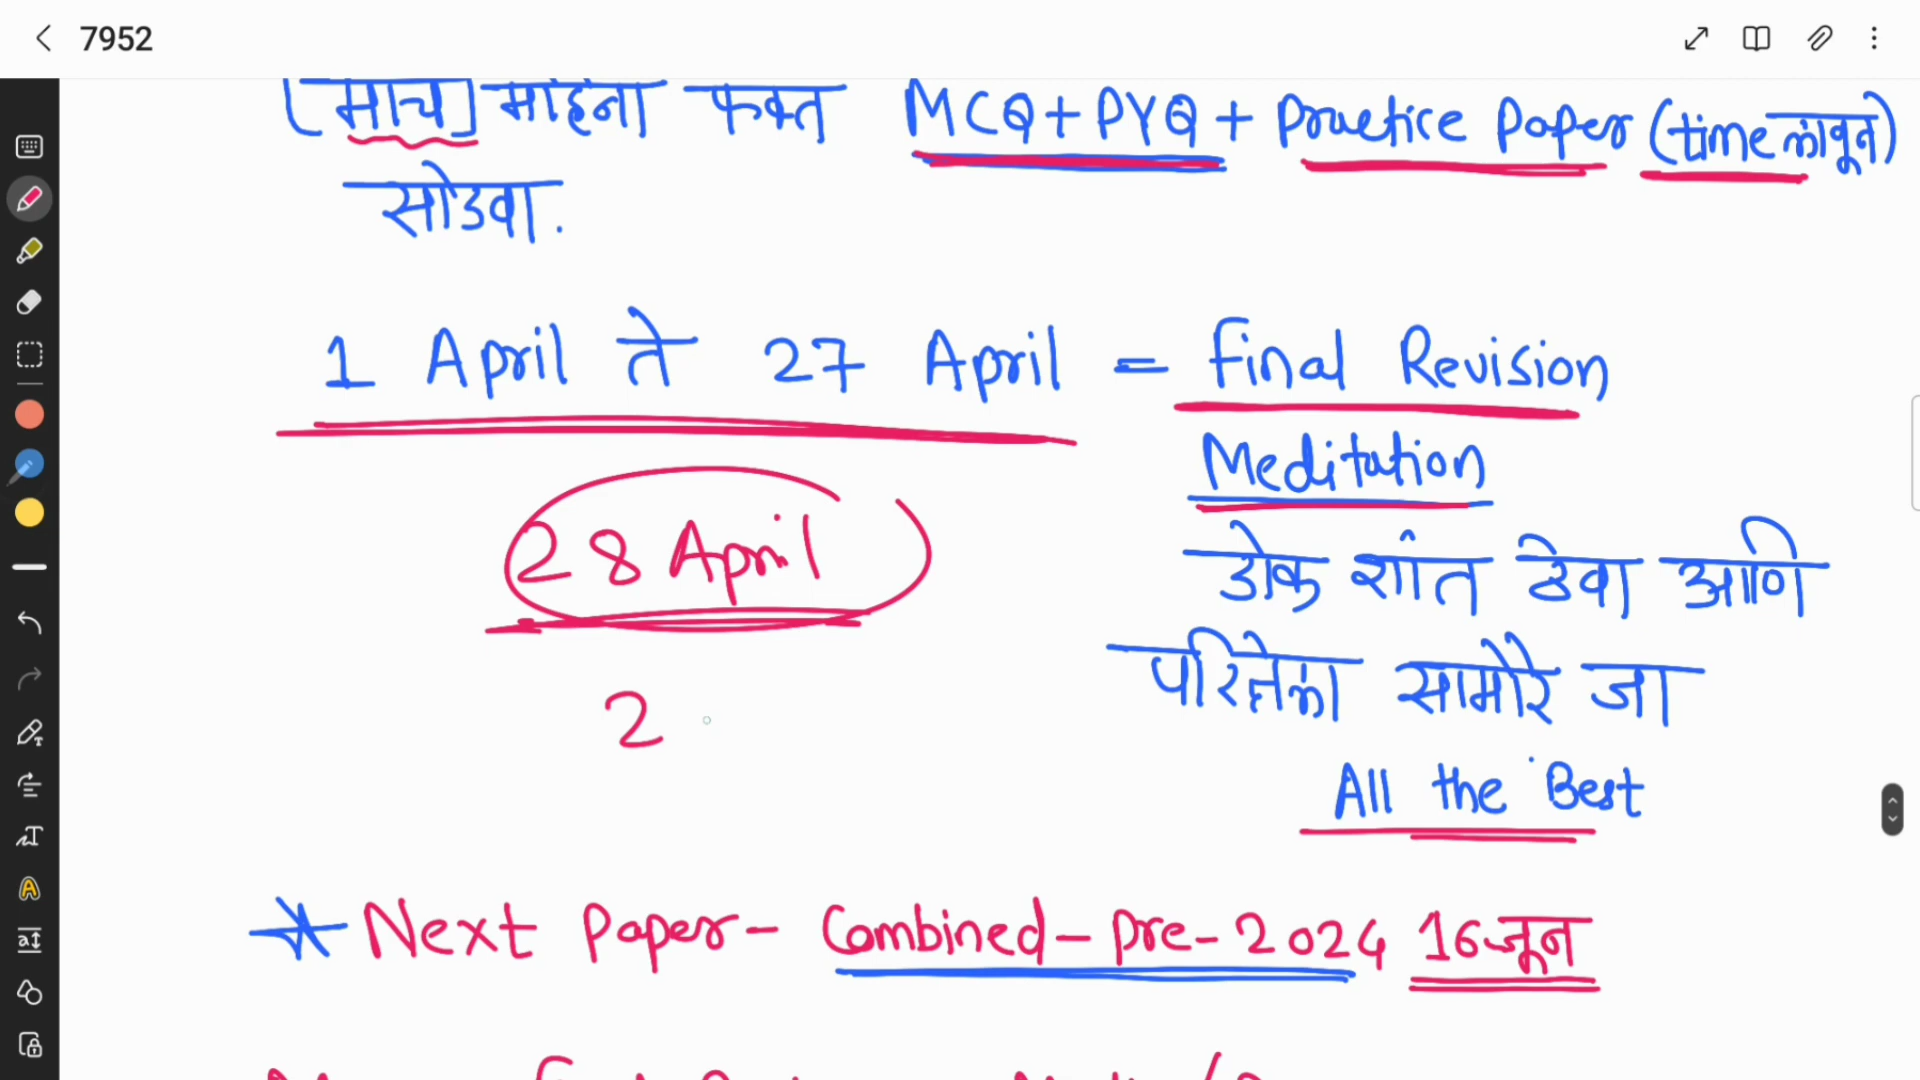 7952
[मार्च] महिना फक्त MCQ+PYQ+ Practice Paper (time लावून)
सोडवा.
1 April ते 27 April = Final Revision
Meditation
28 April
डोकं शांत ठेवा आणि
परिक्षेला सामोरे जा
2
All the Best
★ Next Paper - Combined - Pre - 2024 16 जून